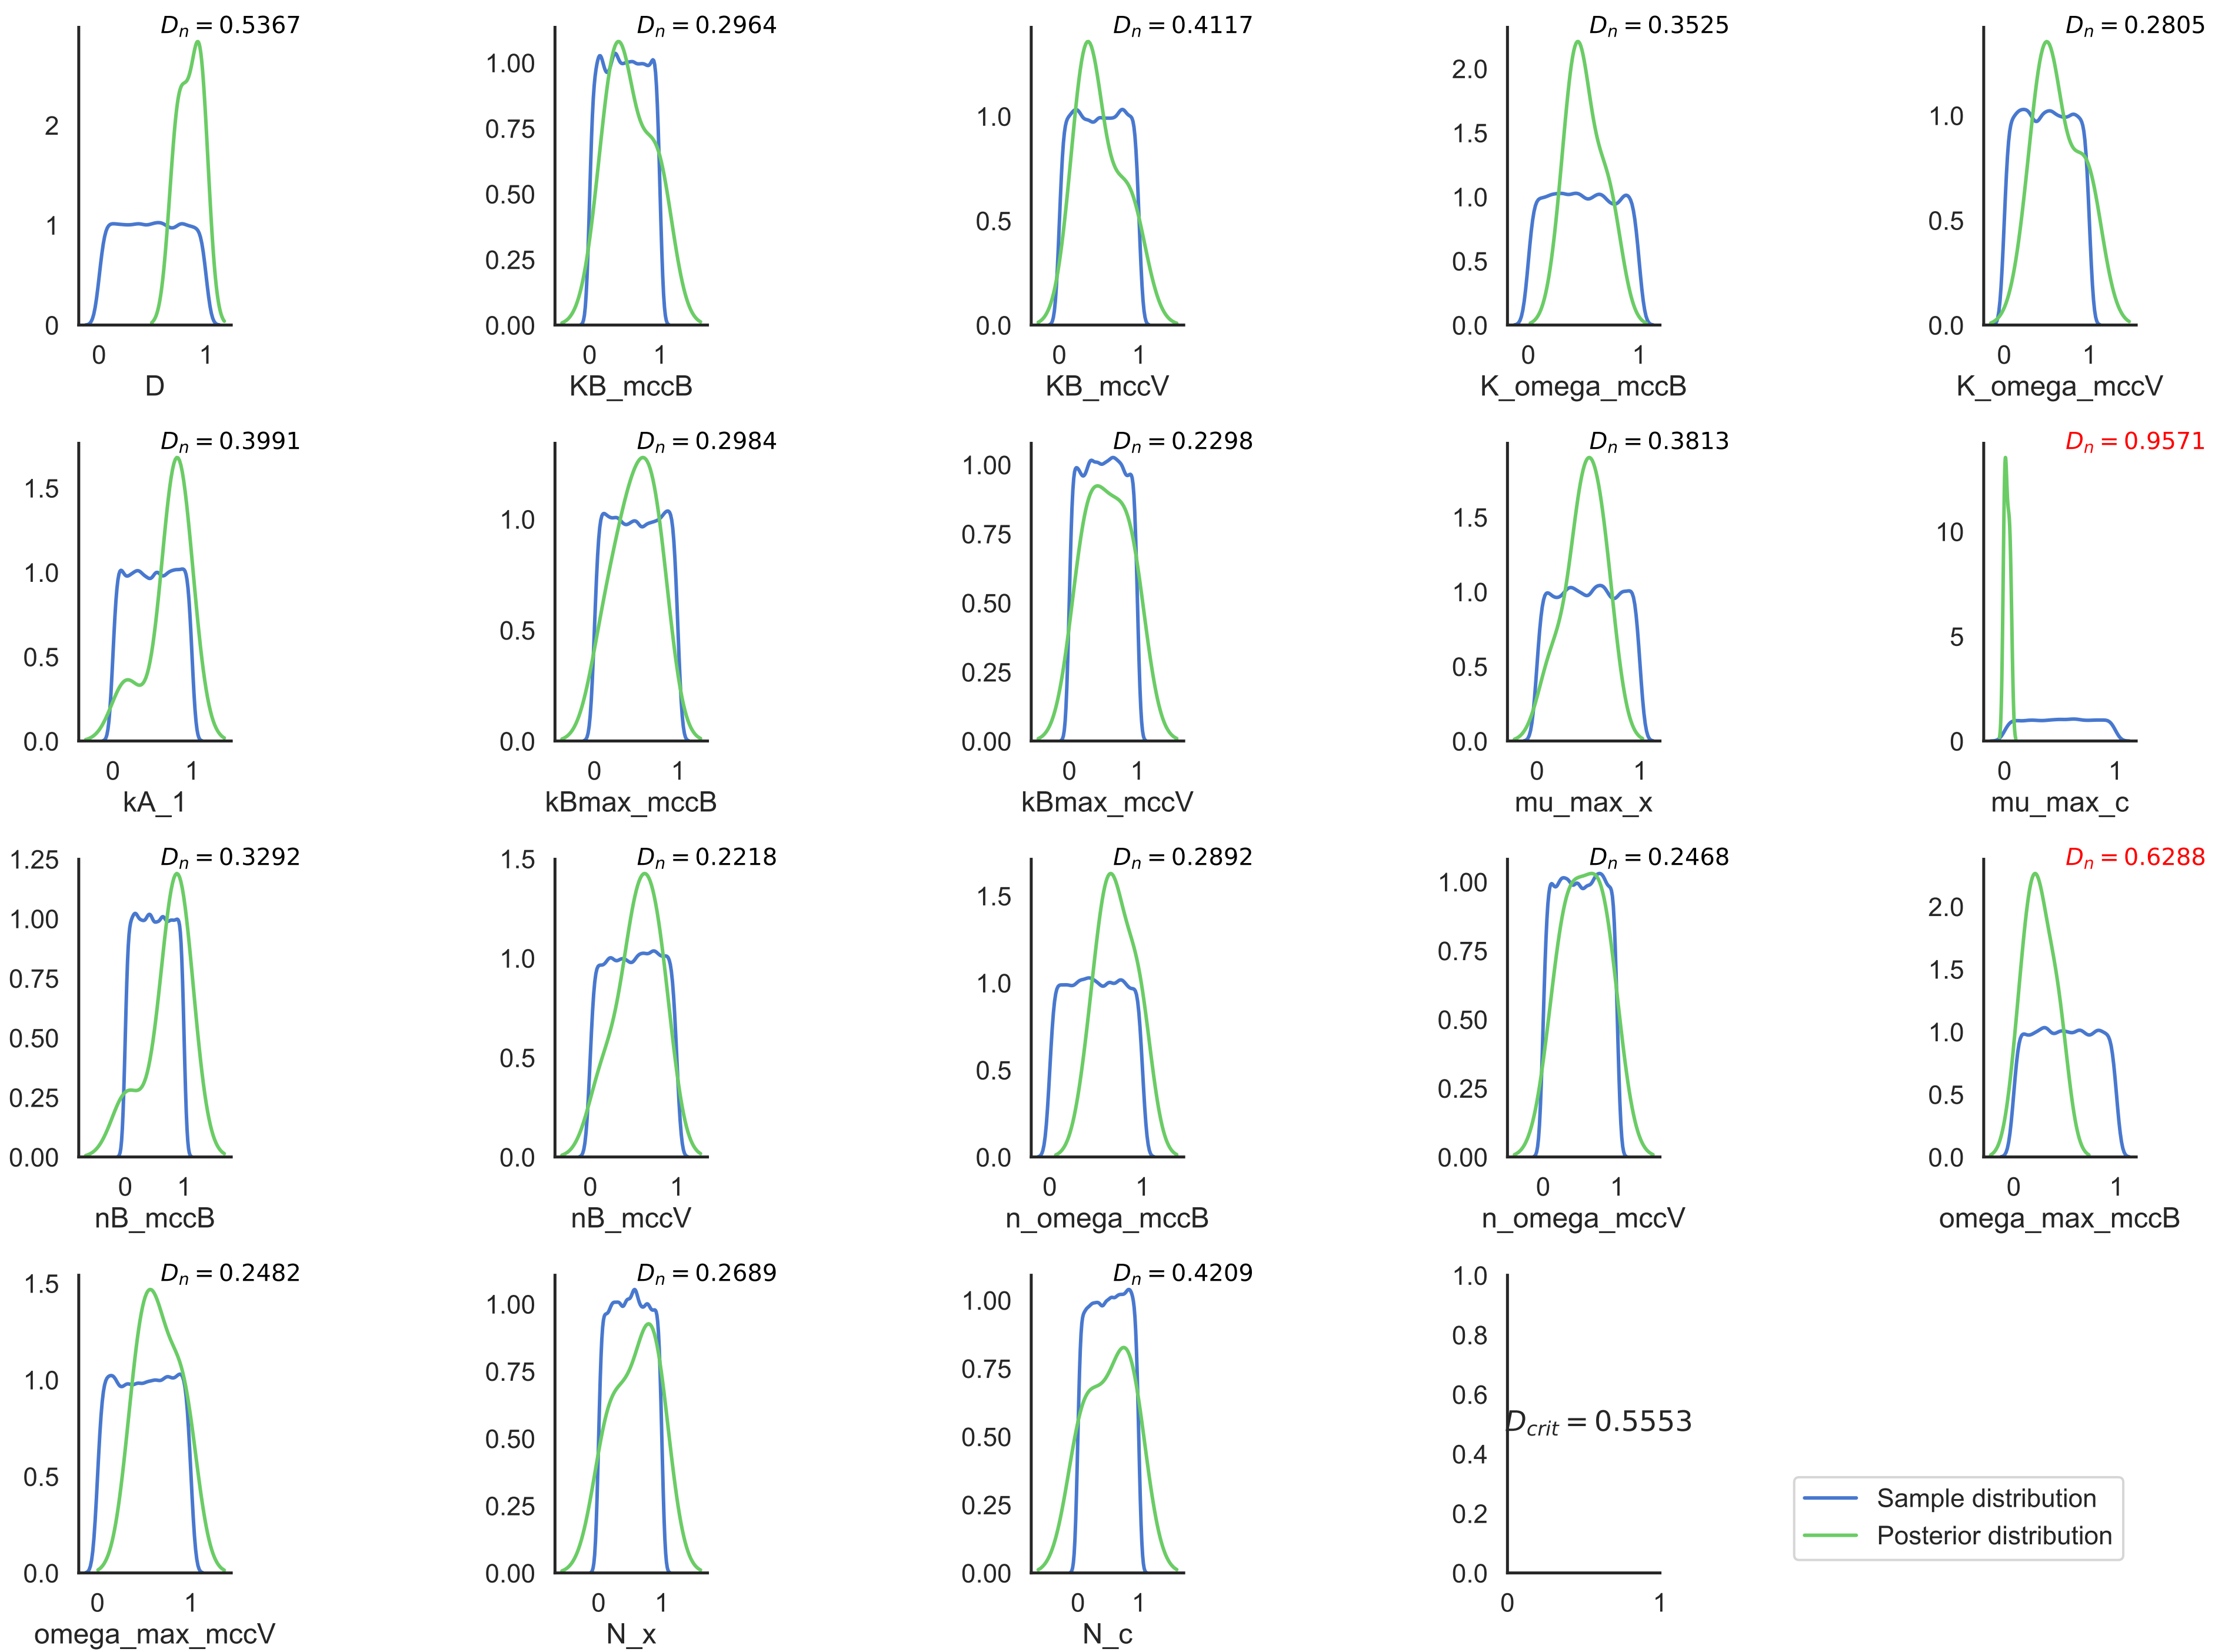 D_n = 0.5367
2
1
0
0 1
D
D_n = 0.2964
1.00
0.75
0.50
0.25
0.00
0 1
KB_mccB
D_n = 0.4117
1.0
0.5
0.0
0 1
KB_mccV
D_n = 0.3525
2.0
1.5
1.0
0.5
0.0
0 1
K_omega_mccB
D_n = 0.2805
1.0
0.5
0.0
0 1
K_omega_mccV
D_n = 0.3991
1.5
1.0
0.5
0.0
0 1
kA_1
D_n = 0.2984
1.0
0.5
0.0
0 1
kBmax_mccB
D_n = 0.2298
1.00
0.75
0.50
0.25
0.00
0 1
kBmax_mccV
D_n = 0.3813
1.5
1.0
0.5
0.0
0 1
mu_max_x
D_n = 0.9571
10
5
0
0 1
mu_max_c
D_n = 0.3292
1.25
1.00
0.75
0.50
0.25
0.00
0 1
nB_mccB
D_n = 0.2218
1.5
1.0
0.5
0.0
0 1
nB_mccV
D_n = 0.2892
1.5
1.0
0.5
0.0
0 1
n_omega_mccB
D_n = 0.2468
1.00
0.75
0.50
0.25
0.00
0 1
n_omega_mccV
D_n = 0.6288
2.0
1.5
1.0
0.5
0.0
0 1
omega_max_mccB
D_n = 0.2482
1.5
1.0
0.5
0.0
0 1
omega_max_mccV
D_n = 0.2689
1.00
0.75
0.50
0.25
0.00
0 1
N_x
D_n = 0.4209
1.00
0.75
0.50
0.25
0.00
0 1
N_c
1.0
0.8
0.6
D_crit = 0.5553
0.4
0.2
0.0
0 1
Sample distribution
Posterior distribution